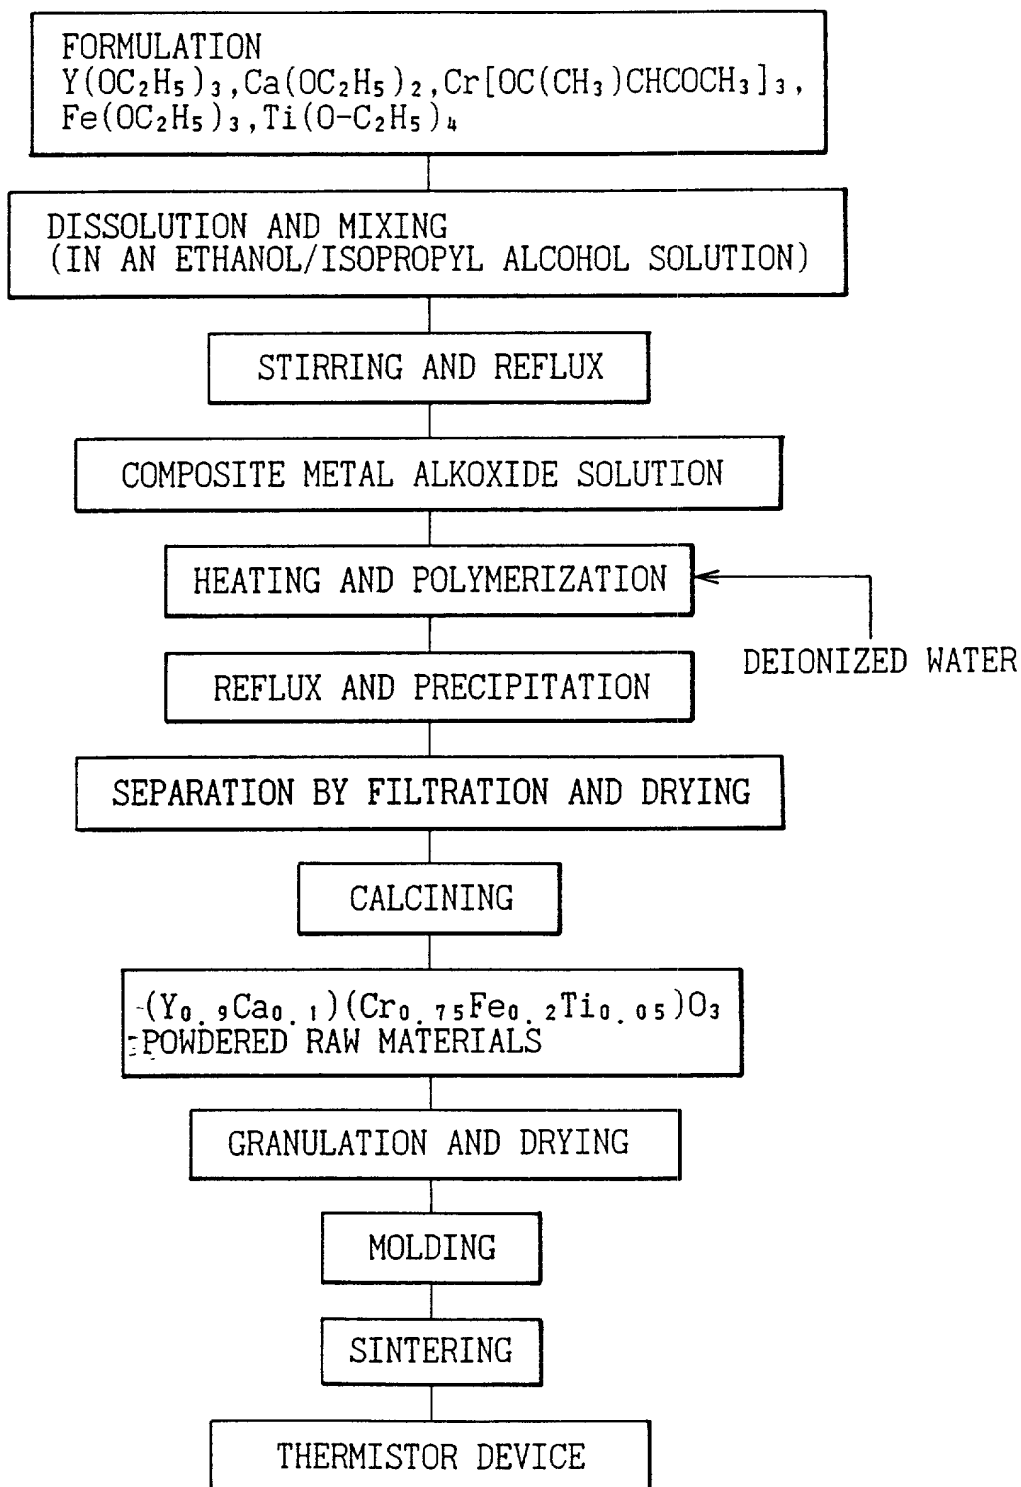 FORMULATION
Y(OC₂H₅)₃,Ca(OC₂H₅)₂,Cr[OC(CH₃)CHCOCH₃]₃,
Fe(OC₂H₅)₃,Ti(O-C₂H₅)₄
DISSOLUTION AND MIXING
(IN AN ETHANOL/ISOPROPYL ALCOHOL SOLUTION)
STIRRING AND REFLUX
COMPOSITE METAL ALKOXIDE SOLUTION
HEATING AND POLYMERIZATION
DEIONIZED WATER
REFLUX AND PRECIPITATION
SEPARATION BY FILTRATION AND DRYING
CALCINING
(Y₀.₉Ca₀.₁)(Cr₀.₇₅Fe₀.₂Ti₀.₀₅)O₃
POWDERED RAW MATERIALS
GRANULATION AND DRYING
MOLDING
SINTERING
THERMISTOR DEVICE